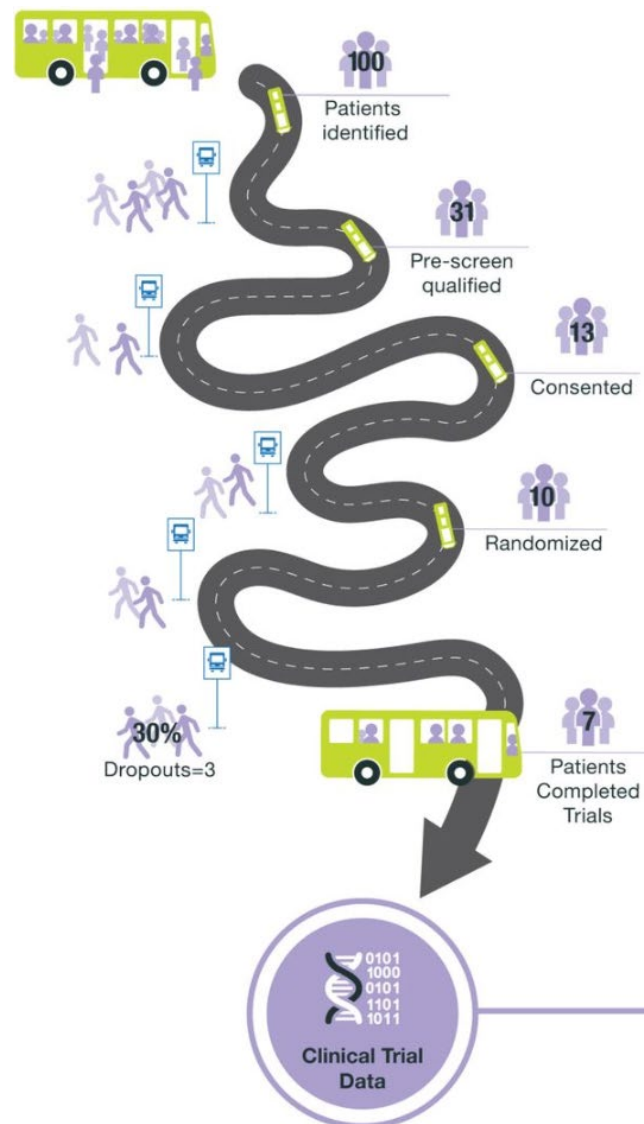 100
Patients
identified
31
Pre-screen
qualified
13
Consented
10
Randomized
30%
Dropouts=3
7
Patients
Completed
Trials
0101
1000
0101
1101
1011
Clinical Trial
Data